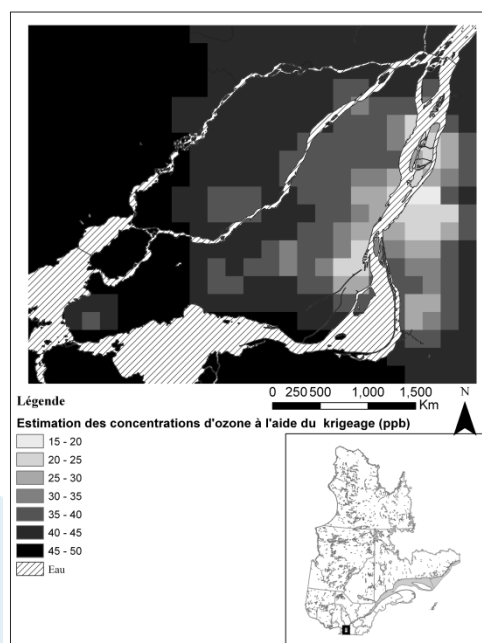 N
0 250 500 1,000 1,500
Km
Légende
Estimation des concentrations d'ozone à l'aide du krigeage (ppb)
15 - 20
20 - 25
25 - 30
30 - 35
35 - 40
40 - 45
45 - 50
Eau